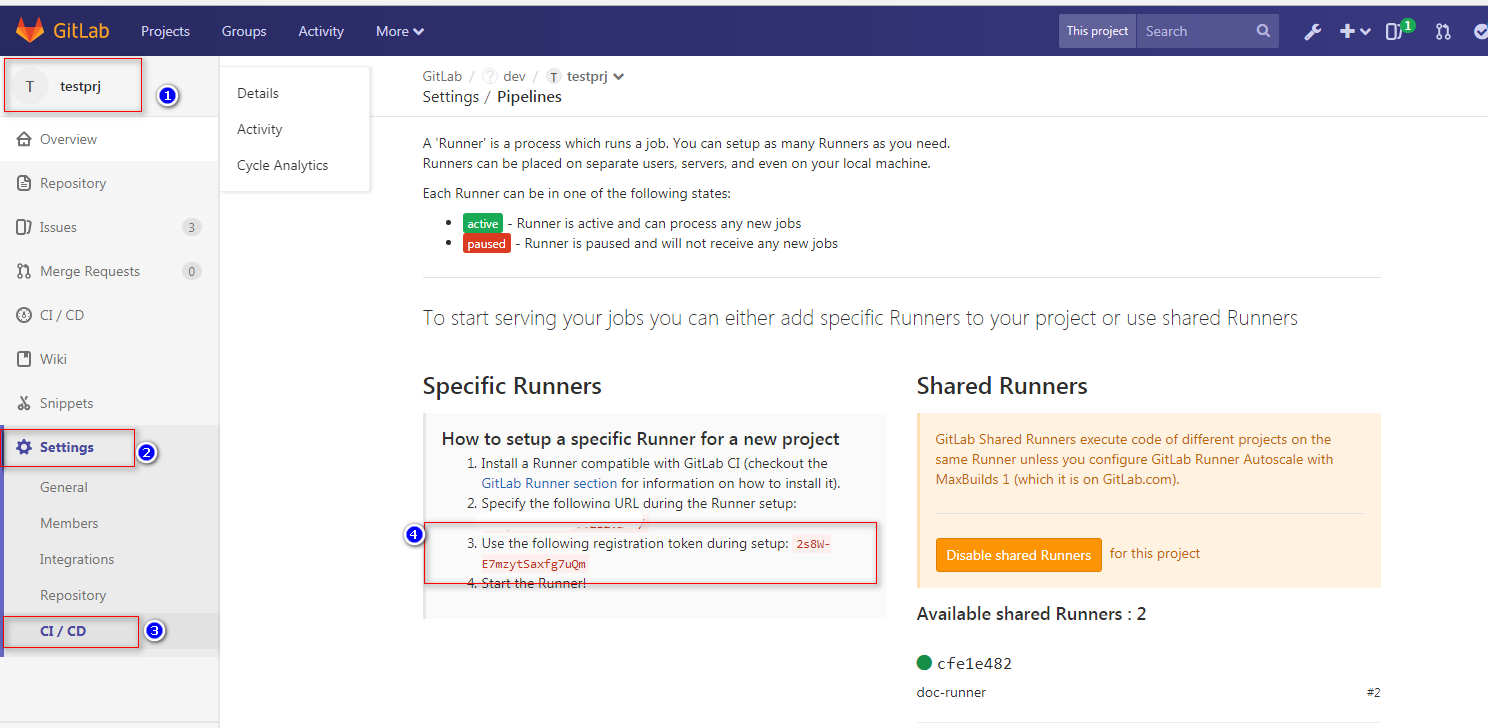 GitLab Projects Groups Activity More This project Search 1
T testprj 1
Overview
Repository
Issues 3
Merge Requests 0
CI / CD
Wiki
Snippets
Settings 2
General
Members
Integrations
Repository
CI / CD 3
Details
Activity
Cycle Analytics
GitLab / ? dev / T testprj
Settings / Pipelines
A 'Runner' is a process which runs a job. You can setup as many Runners as you need.
Runners can be placed on separate users, servers, and even on your local machine.
Each Runner can be in one of the following states:
• active - Runner is active and can process any new jobs
• paused - Runner is paused and will not receive any new jobs
To start serving your jobs you can either add specific Runners to your project or use shared Runners
Specific Runners
How to setup a specific Runner for a new project
1. Install a Runner compatible with GitLab CI (checkout the
GitLab Runner section for information on how to install it).
2. Specify the following URL during the Runner setup:
4
3. Use the following registration token during setup: 2s8W-
E7mzytSaxfg7uQm
4. Start the Runner!
Shared Runners
GitLab Shared Runners execute code of different projects on the
same Runner unless you configure GitLab Runner Autoscale with
MaxBuilds 1 (which it is on GitLab.com).
Disable shared Runners for this project
Available shared Runners : 2
cfe1e482
doc-runner #2